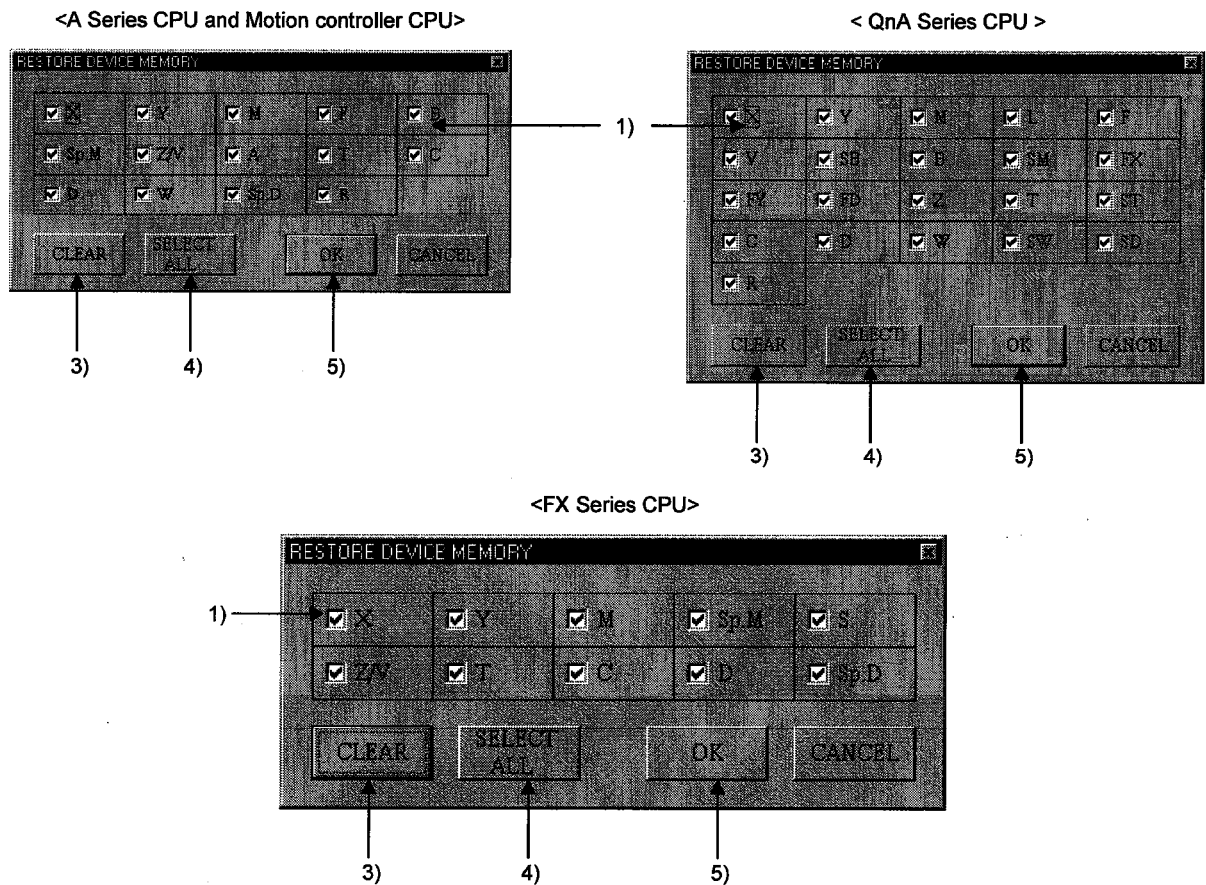 <A Series CPU and Motion controller CPU>
RESTORE DEVICE MEMORY
X Y M F B
Sp.M Z/V A T C
D W Sp.D R
CLEAR SELECT ALL OK CANCEL
3) 4) 5)
1)
< QnA Series CPU >
RESTORE DEVICE MEMORY
X Y M L F
V SB B SM FX
FY FD Z T ST
C D W SW SD
R
CLEAR SELECT ALL OK CANCEL
3) 4) 5)
<FX Series CPU>
RESTORE DEVICE MEMORY
1)
X Y M Sp.M S
Z/V T C D Sp.D
CLEAR SELECT ALL OK CANCEL
3) 4) 5)